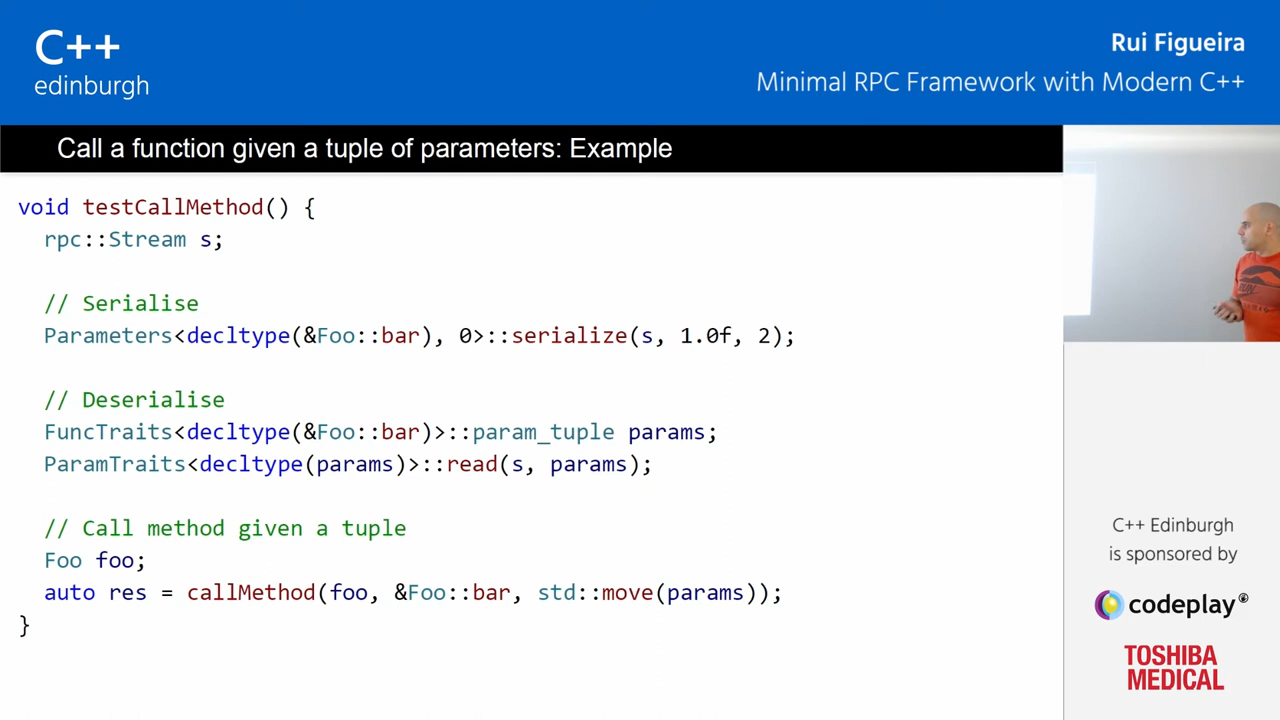 C++
edinburgh
Rui Figueira
Minimal RPC Framework with Modern C++
Call a function given a tuple of parameters: Example
void testCallMethod() {
rpc::Stream s;
// Serialise
Parameters<decltype(&Foo::bar), 0>::serialize(s, 1.0f, 2);
// Deserialise
FuncTraits<decltype(&Foo::bar)>::param_tuple params;
ParamTraits<decltype(params)>::read(s, params);
// Call method given a tuple
Foo foo;
auto res = callMethod(foo, &Foo::bar, std::move(params));
}
C++ Edinburgh
is sponsored by
codeplay
TOSHIBA
MEDICAL